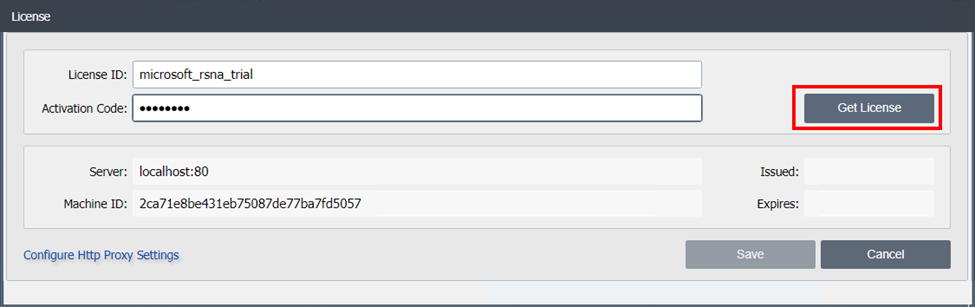 License
License ID: microsoft_rsna_trial
Activation Code: ●●●●●●●● Get License
Server: localhost:80 Issued:
Machine ID: 2ca71e8be431eb75087de77ba7fd5057 Expires:
Configure Http Proxy Settings Save Cancel